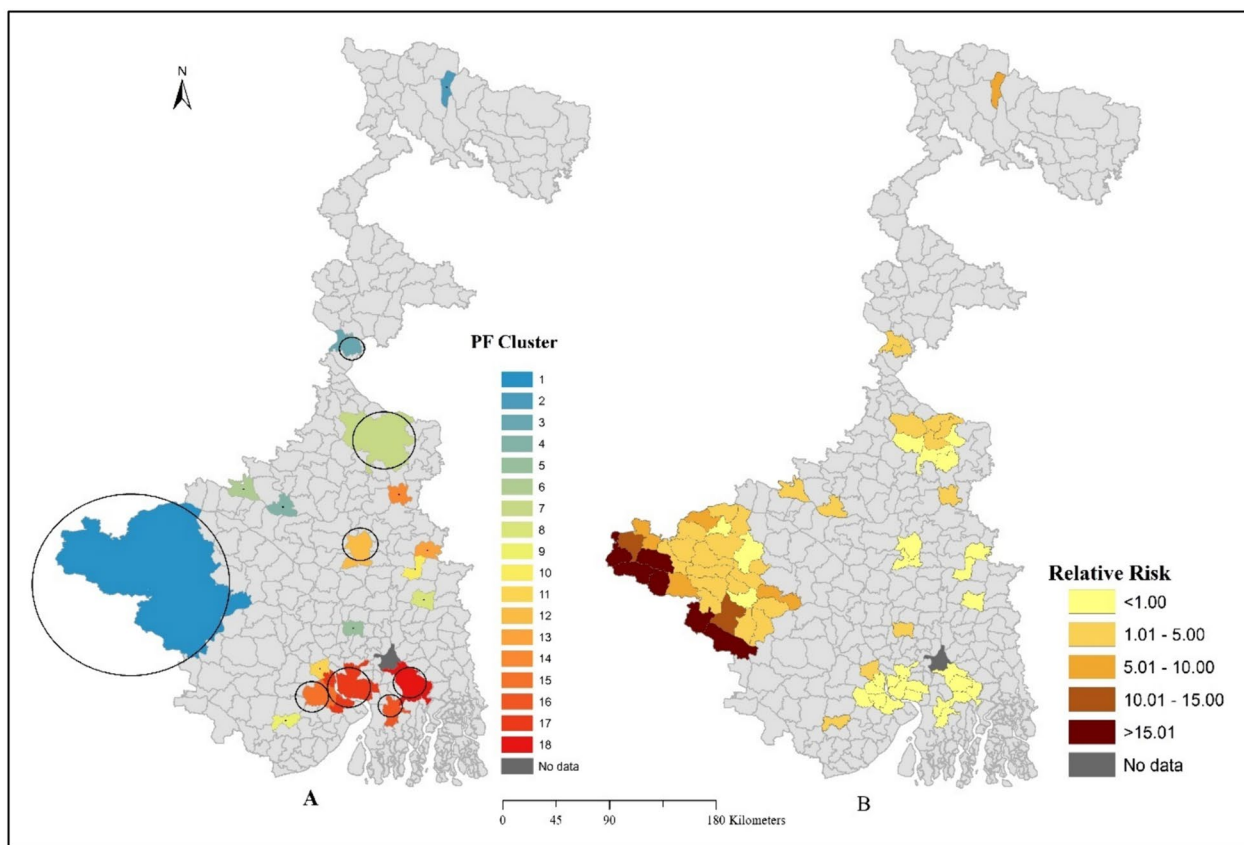 N
PF Cluster
1
2
3
4
5
6
7
8
9
10
11
12
13
14
15
16
17
18
No data
A
0 45 90 180 Kilometers
Relative Risk
<1.00
1.01 - 5.00
5.01 - 10.00
10.01 - 15.00
>15.01
No data
B